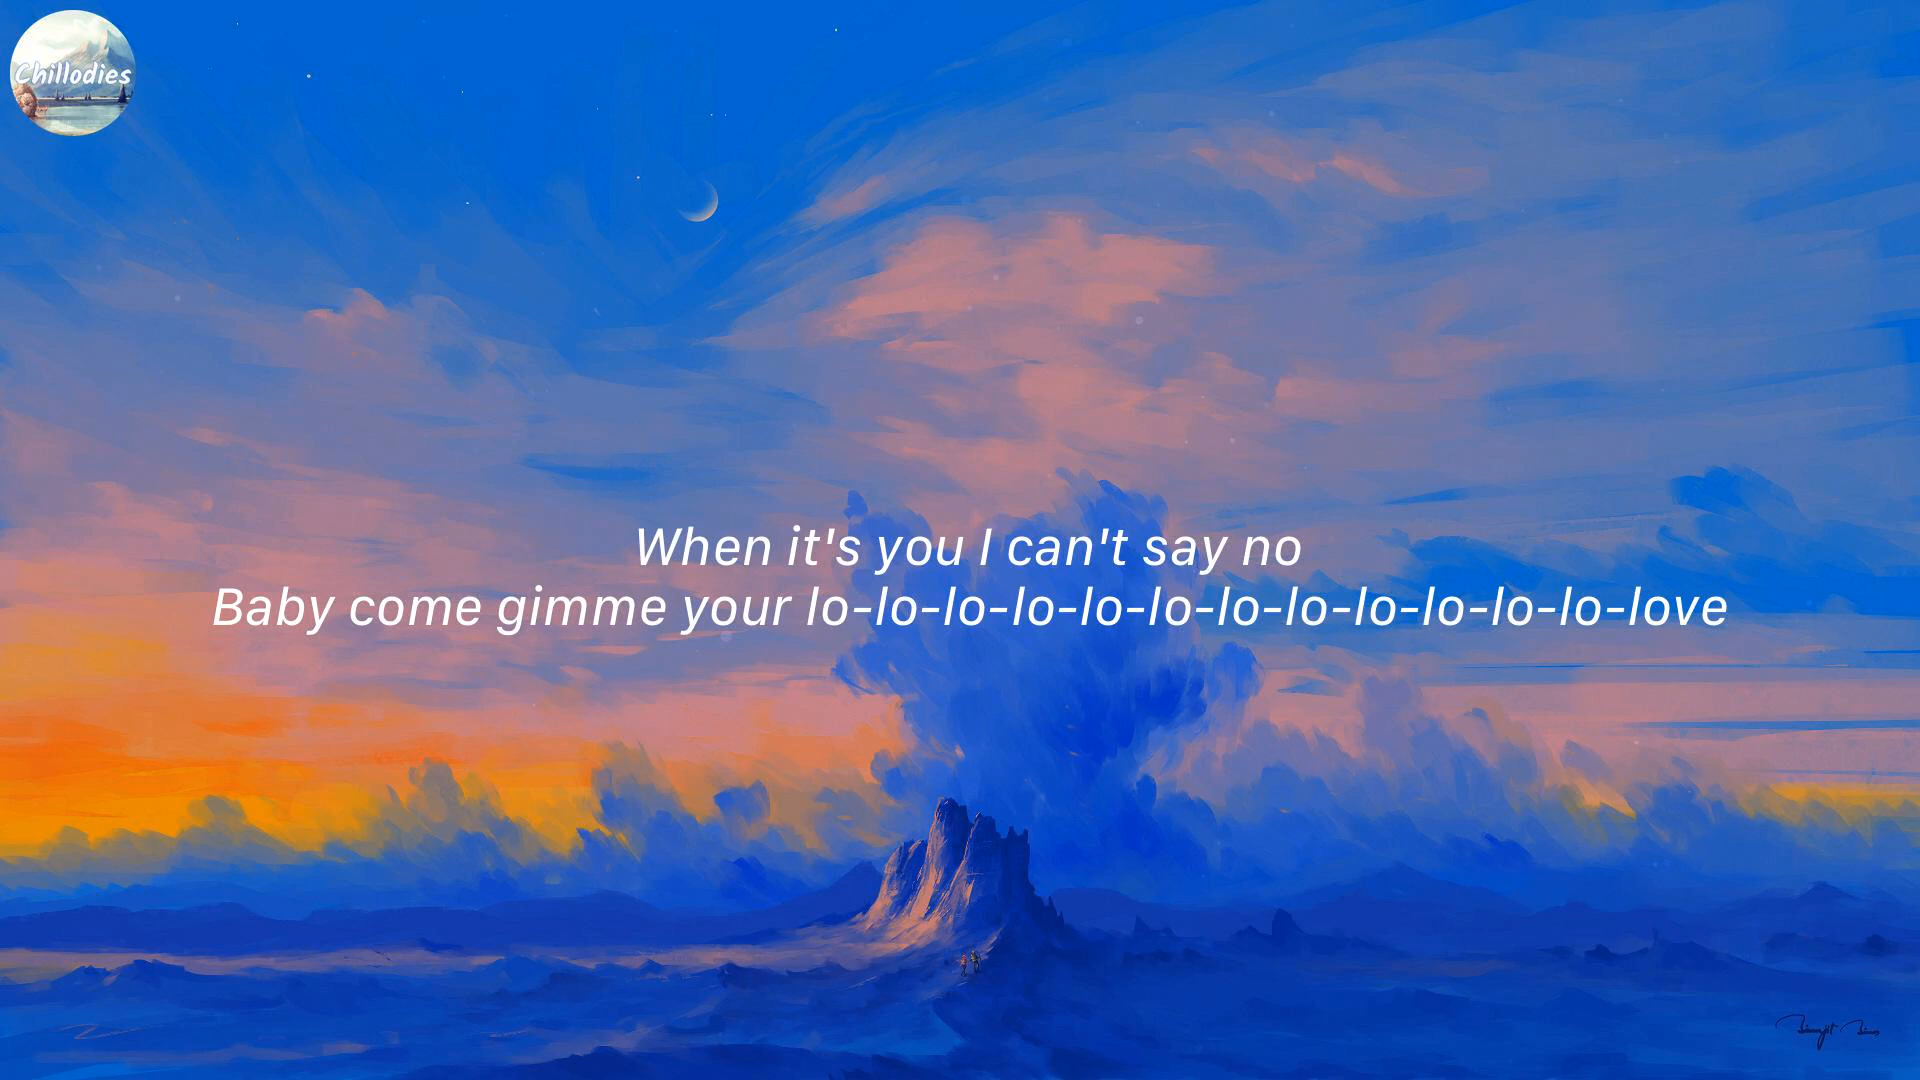 Chillodies
When it's you I can't say no
Baby come gimme your lo-lo-lo-lo-lo-lo-lo-lo-lo-lo-lo-lo-love